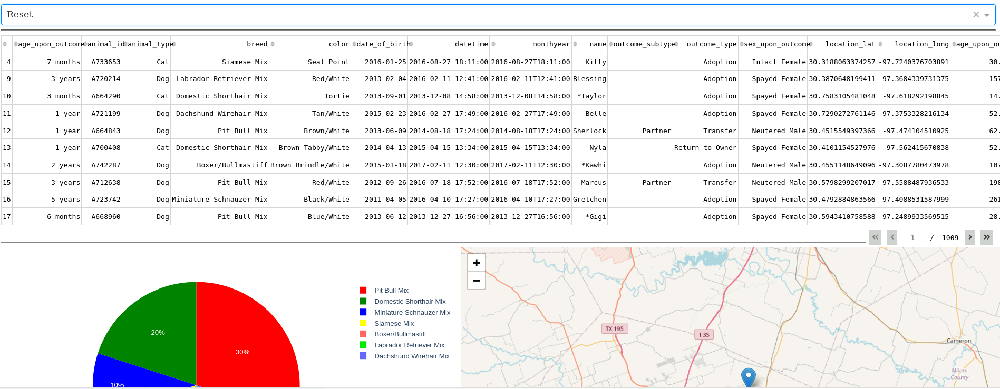 Reset
age_upon_outcome animal_id animal_type breed color date_of_birth datetime monthyear name outcome_subtype outcome_type sex_upon_outcome location_lat location_long age_upon_ou
4 7 months A733653 Cat Siamese Mix Seal Point 2016-01-25 2016-08-27 18:11:00 2016-08-27T18:11:00 Kitty Adoption Intact Female 30.3188063374257 -97.7240376703891 30.
9 3 years A720214 Dog Labrador Retriever Mix Red/White 2013-02-04 2016-02-11 12:41:00 2016-02-11T12:41:00 Blessing Adoption Spayed Female 30.3870648199411 -97.3684339731375 157
10 3 months A664290 Cat Domestic Shorthair Mix Tortie 2013-09-01 2013-12-08 14:58:00 2013-12-08T14:58:00 *Taylor Adoption Spayed Female 30.7583105481048 -97.618292198845 14.
11 1 year A721199 Dog Dachshund Wirehair Mix Tan/White 2015-02-23 2016-02-27 17:49:00 2016-02-27T17:49:00 Belle Adoption Spayed Female 30.7290272761146 -97.3753328216134 52.
12 1 year A664843 Dog Pit Bull Mix Brown/White 2013-06-09 2014-08-18 17:24:00 2014-08-18T17:24:00 Sherlock Partner Transfer Neutered Male 30.4515549397366 -97.474104510925 62.
13 1 year A700408 Cat Domestic Shorthair Mix Brown Tabby/White 2014-04-13 2015-04-15 13:34:00 2015-04-15T13:34:00 Nyla Return to Owner Spayed Female 30.4101154527976 -97.562415670838 52.
14 2 years A742287 Dog Boxer/Bullmastiff Brown Brindle/White 2015-01-18 2017-02-11 12:30:00 2017-02-11T12:30:00 *Kawhi Adoption Neutered Male 30.4551148649096 -97.3087780473978 107
15 3 years A712638 Dog Pit Bull Mix Red/White 2012-09-26 2016-07-18 17:52:00 2016-07-18T17:52:00 Marcus Partner Transfer Neutered Male 30.5798299207017 -97.5588487936533 198
16 5 years A723742 Dog Miniature Schnauzer Mix Black/White 2011-04-05 2016-04-10 17:27:00 2016-04-10T17:27:00 Gretchen Adoption Spayed Female 30.4792884863566 -97.4088531587999 261
17 6 months A668960 Dog Pit Bull Mix Blue/White 2013-06-12 2013-12-27 16:56:00 2013-12-27T16:56:00 *Gigi Adoption Spayed Female 30.5943410758588 -97.2489933569515 28.
1 / 1009
20%
30%
10%
Pit Bull Mix
Domestic Shorthair Mix
Miniature Schnauzer Mix
Siamese Mix
Boxer/Bullmastiff
Labrador Retriever Mix
Dachshund Wirehair Mix
+
−
TX 195
I 35
Cameron
Milam
County